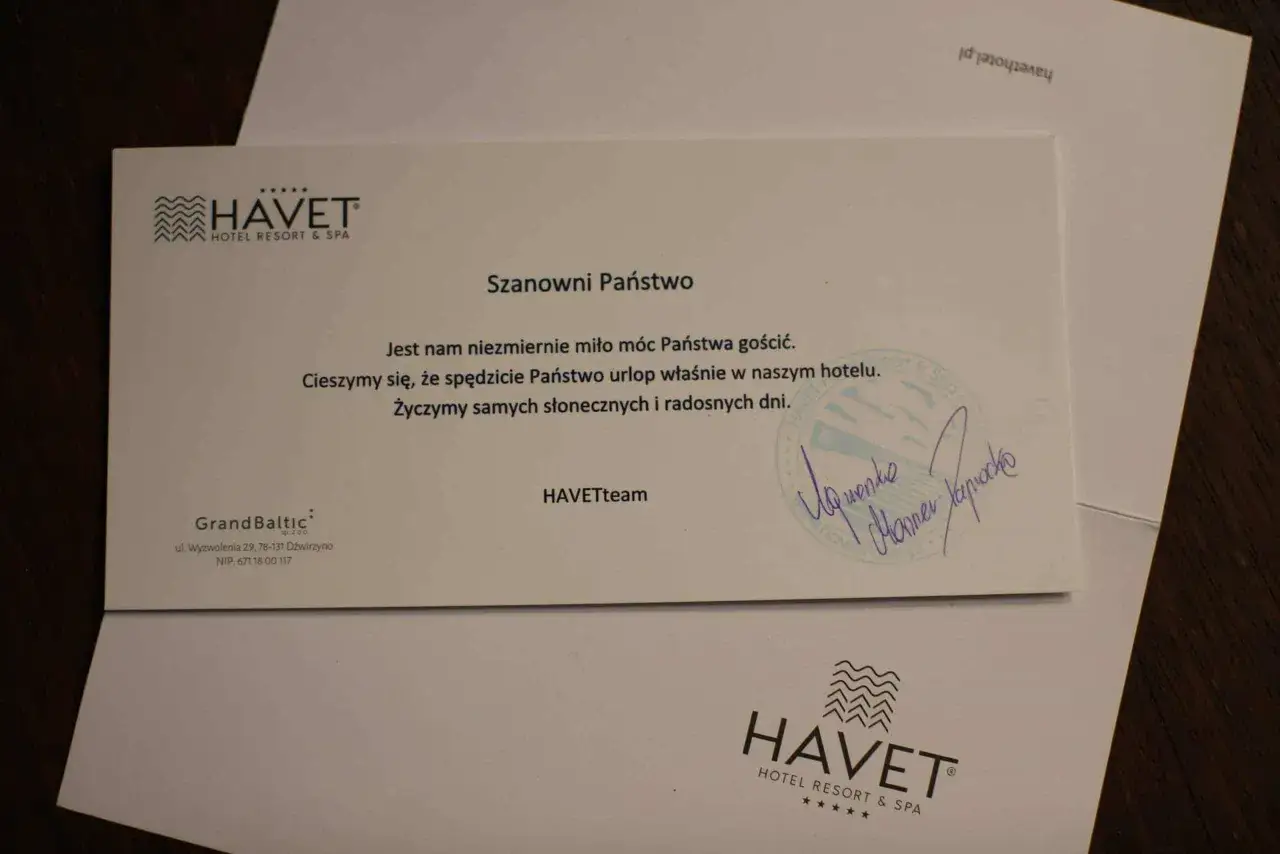 havethotel.pl
HAVET®
HOTEL RESORT & SPA
Szanowni Państwo
Jest nam niezmiernie miło móc Państwa gościć.
Cieszymy się, że spędzicie Państwo urlop właśnie w naszym hotelu.
Życzymy samych słonecznych i radosnych dni.
HAVETteam
GrandBaltic
sp. z o.o.
ul. Wyzwolenia 29, 78-131 Dźwirzyno
NIP: 671 18 00 117
HAVET®
HOTEL RESORT & SPA